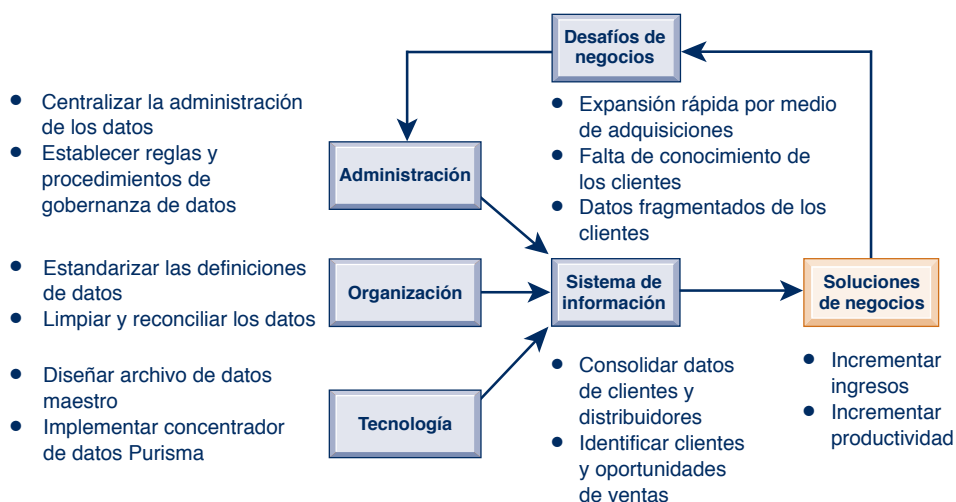 Desafíos de
negocios
● Centralizar la administración
de los datos
● Establecer reglas y
procedimientos de
gobernanza de datos
Administración
● Expansión rápida por medio
de adquisiciones
● Falta de conocimiento de
los clientes
● Datos fragmentados de los
clientes
● Estandarizar las definiciones
de datos
● Limpiar y reconciliar los datos
Organización
Sistema de
información
Soluciones
de negocios
● Diseñar archivo de datos
maestro
● Implementar concentrador
de datos Purisma
Tecnología
● Consolidar datos
de clientes y
distribuidores
● Identificar clientes
y oportunidades
de ventas
● Incrementar
ingresos
● Incrementar
productividad